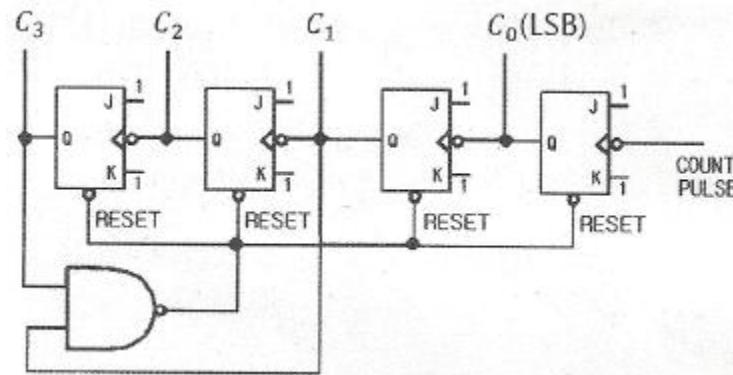 C3 C2 C1 C0(LSB)
1 1 1 1
J J J J
Q Q Q Q
K K K K
1 1 1 1
COUNT
PULSE
RESET RESET RESET RESET